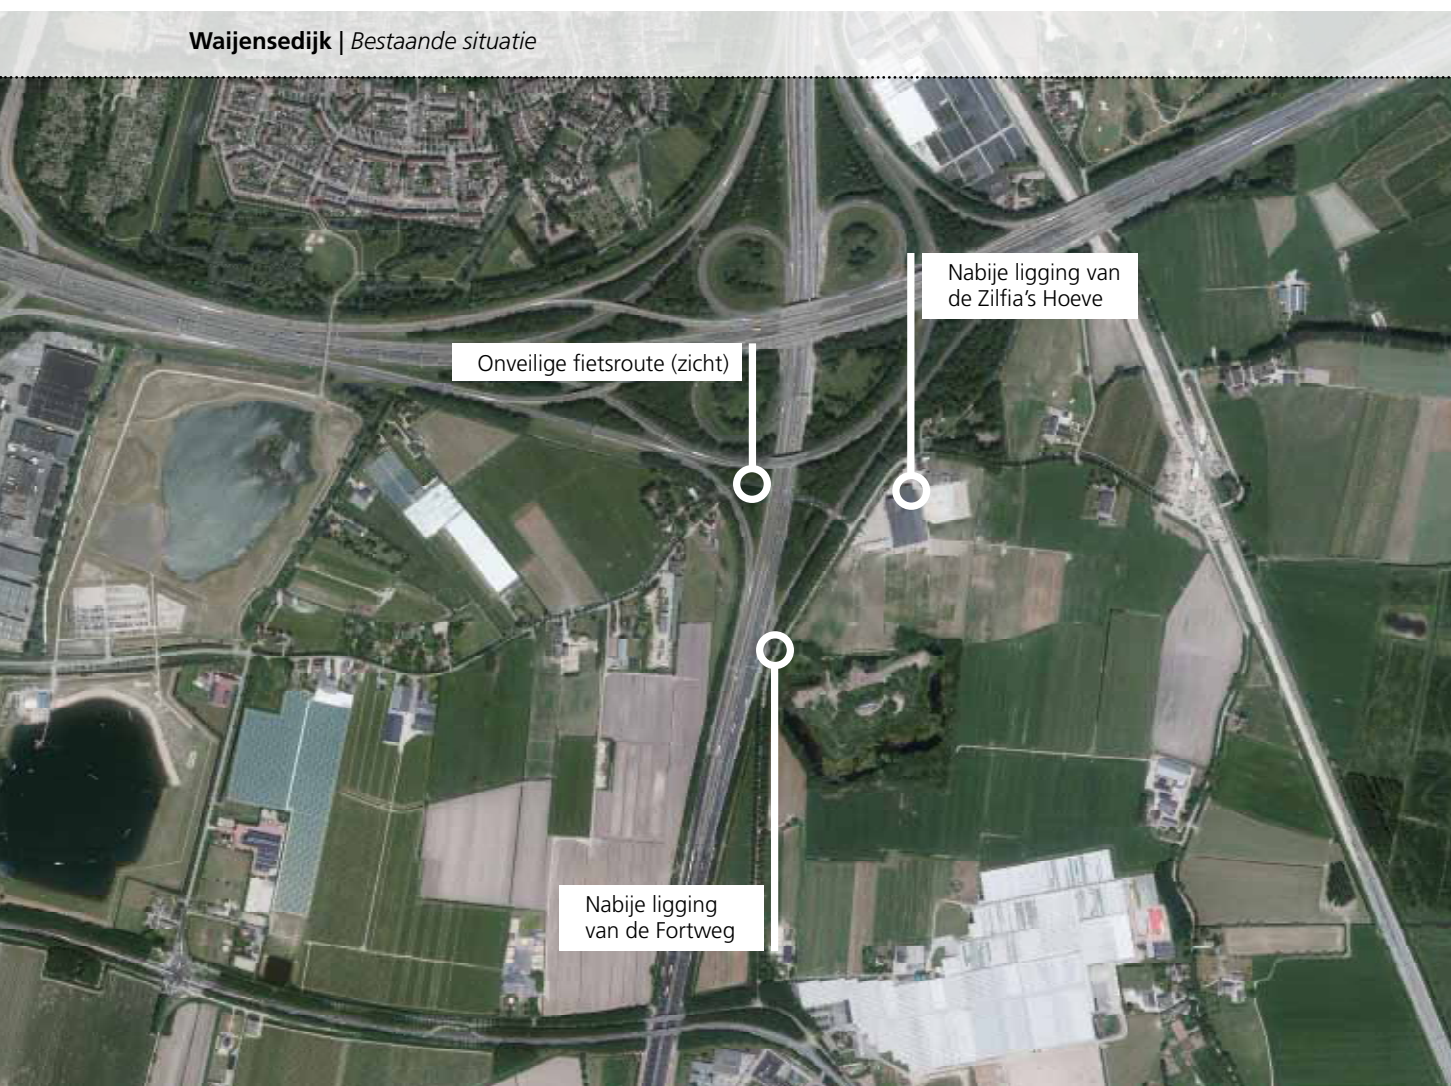 Waijensedijk | Bestaande situatie
Nabije ligging van
de Zilfia's Hoeve
Onveilige fietsroute (zicht)
Nabije ligging
van de Fortweg